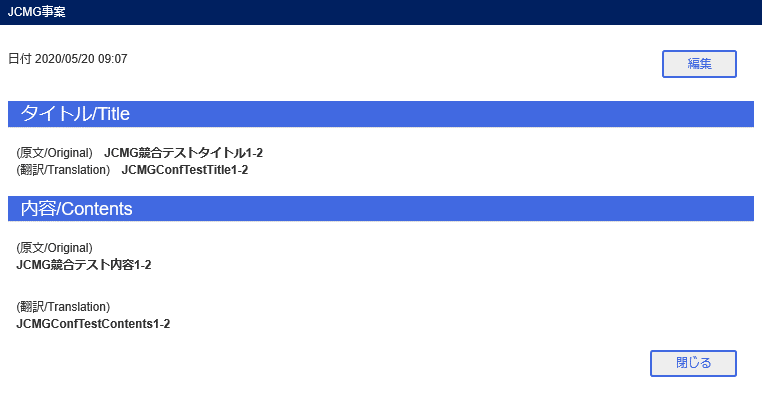 JCMG事案
日付 2020/05/20 09:07
編集
タイトル/Title
(原文/Original) JCMG競合テストタイトル1-2
(翻訳/Translation) JCMGConfTestTitle1-2
内容/Contents
(原文/Original)
JCMG競合テスト内容1-2
(翻訳/Translation)
JCMGConfTestContents1-2
閉じる